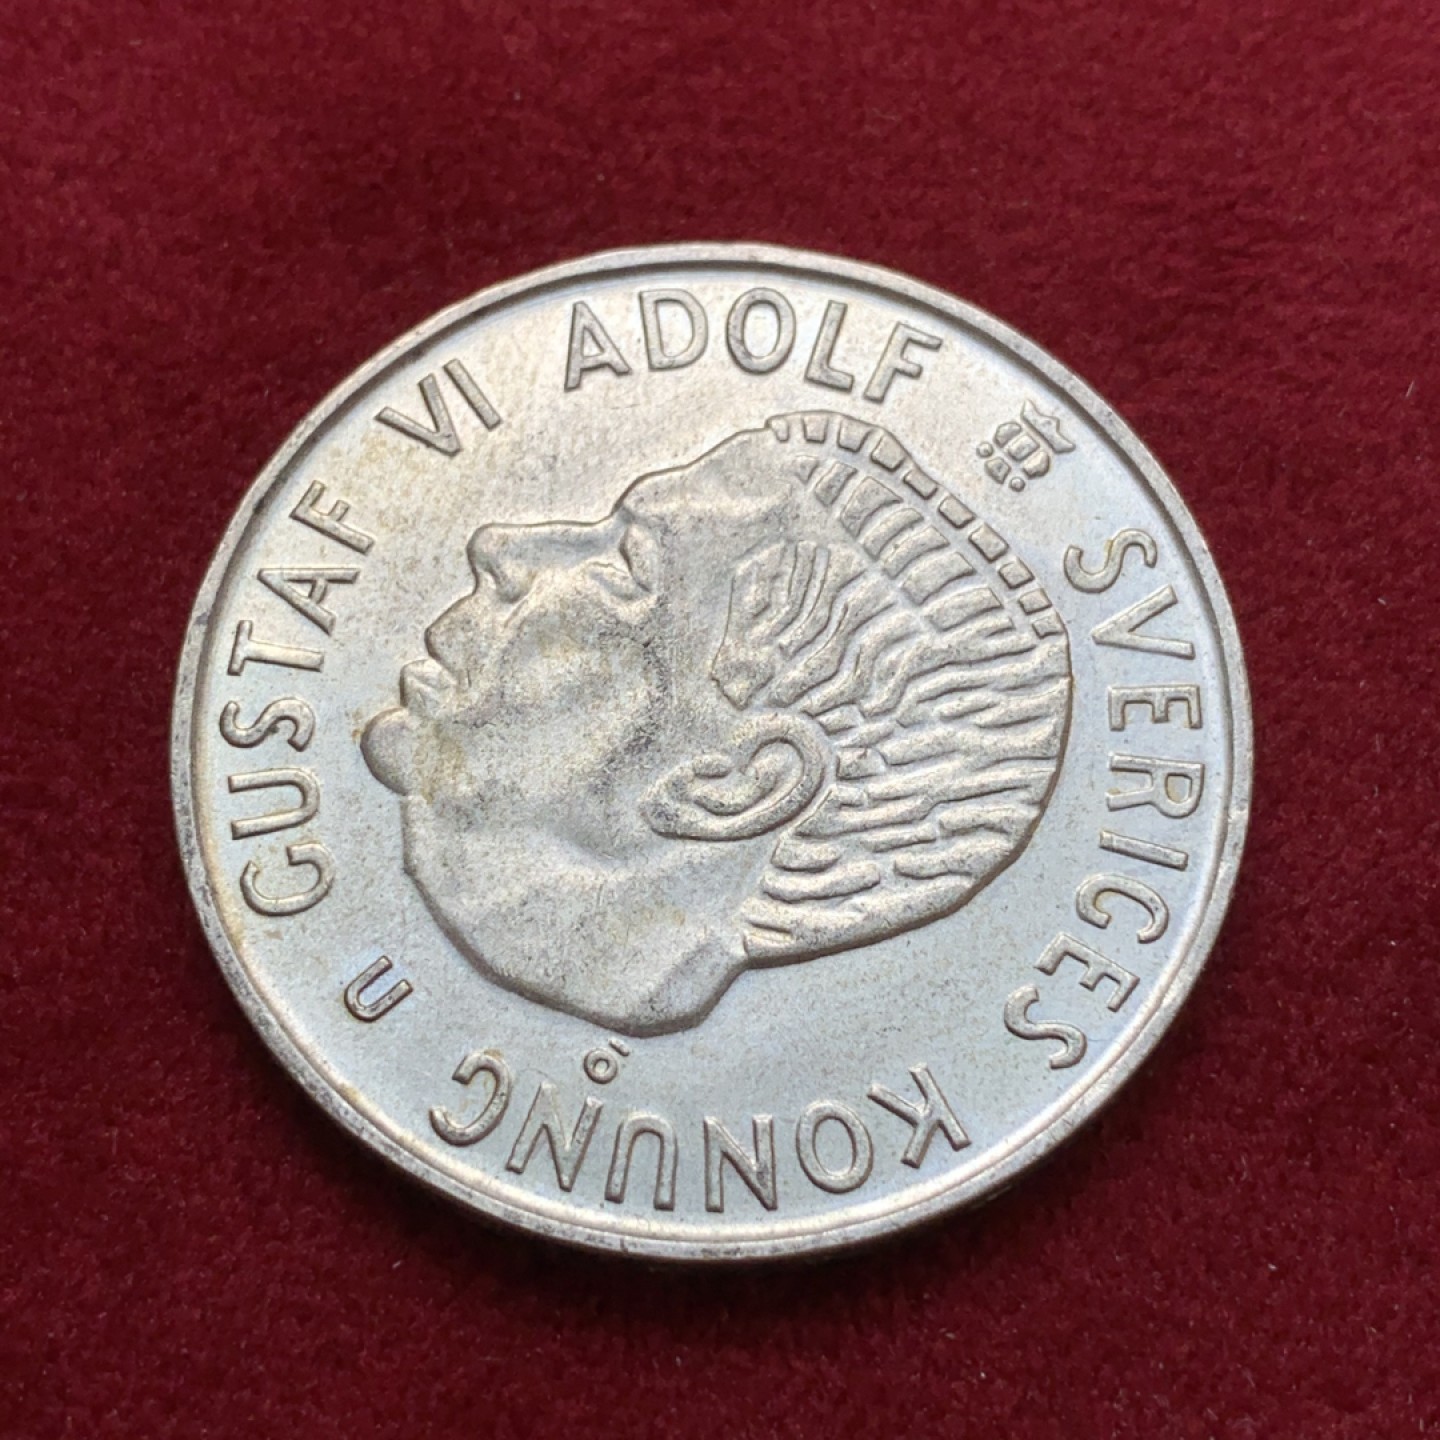 GUSTAF VI ADOLF SVERIGES KONUNG
U